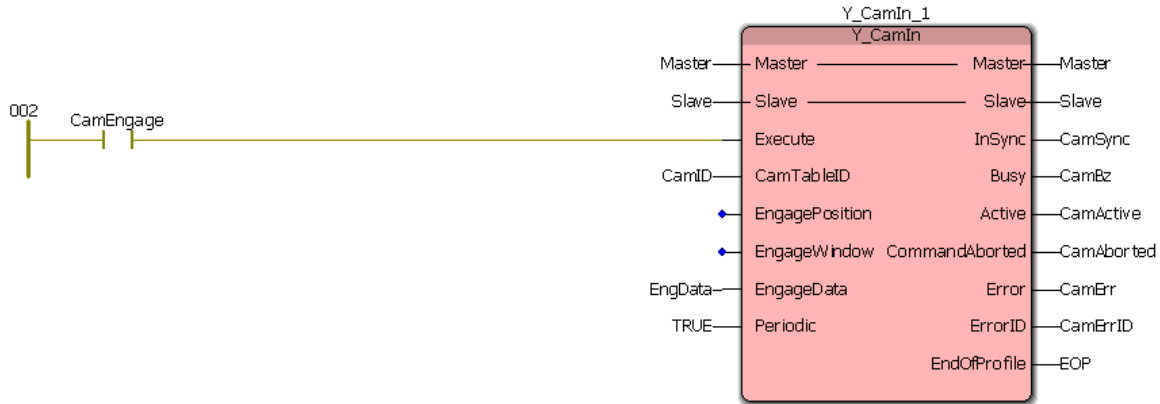 Y_CamIn_1
Y_CamIn
Master Master Master Master
Slave Slave Slave Slave
002
CamEngage
Execute InSync CamSync
CamID CamTableID Busy CamBz
EngagePosition Active CamActive
EngageWindow CommandAborted CamAborted
EngData EngageData Error CamErr
TRUE Periodic ErrorID CamErrID
EndOfProfile EOP